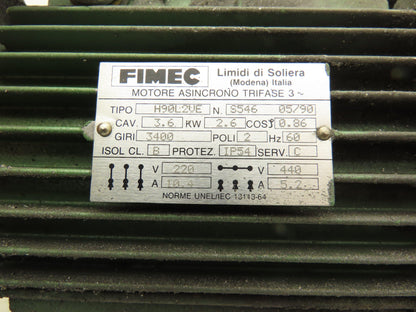 FIMEC Limidi di Soliera
(Modena) Italia
MOTORE ASINCRONO TRIFASE 3~
TIPO H90L2VE N. S546 05/90
CAV. 3.6 KW 2.6 COSφ 0.86
GIRI 3400 POLI 2 Hz 60
ISOL CL. B PROTEZ. IP54 SERV. C
V 220 V 440
A 10.4 A 5.2
NORME UNEL/IEC 13113-64